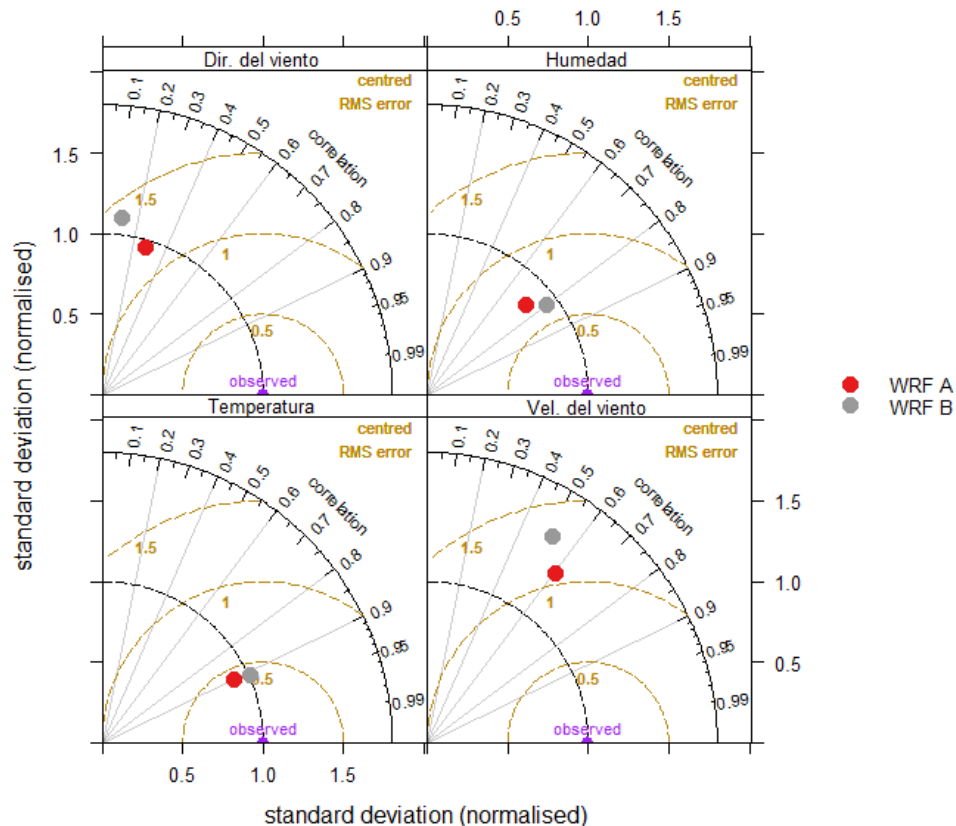 0.5 1.0 1.5
Dir. del viento
centred
RMS error
0.1 0.2 0.3 0.4 0.5 0.6 0.7 0.8 0.9 0.95 0.99
correlation
1.5
1
0.5
observed
Humedad
centred
RMS error
0.1 0.2 0.3 0.4 0.5 0.6 0.7 0.8 0.9 0.95 0.99
correlation
1.5
1
0.5
observed
1.5
1.0
0.5
Temperatura
centred
RMS error
0.1 0.2 0.3 0.4 0.5 0.6 0.7 0.8 0.9 0.95 0.99
correlation
1.5
1
0.5
observed
Vel. del viento
centred
RMS error
0.1 0.2 0.3 0.4 0.5 0.6 0.7 0.8 0.9 0.95 0.99
correlation
1.5
1
0.5
observed
1.5
1.0
0.5
0.5 1.0 1.5
standard deviation (normalised)
standard deviation (normalised)
WRF A
WRF B